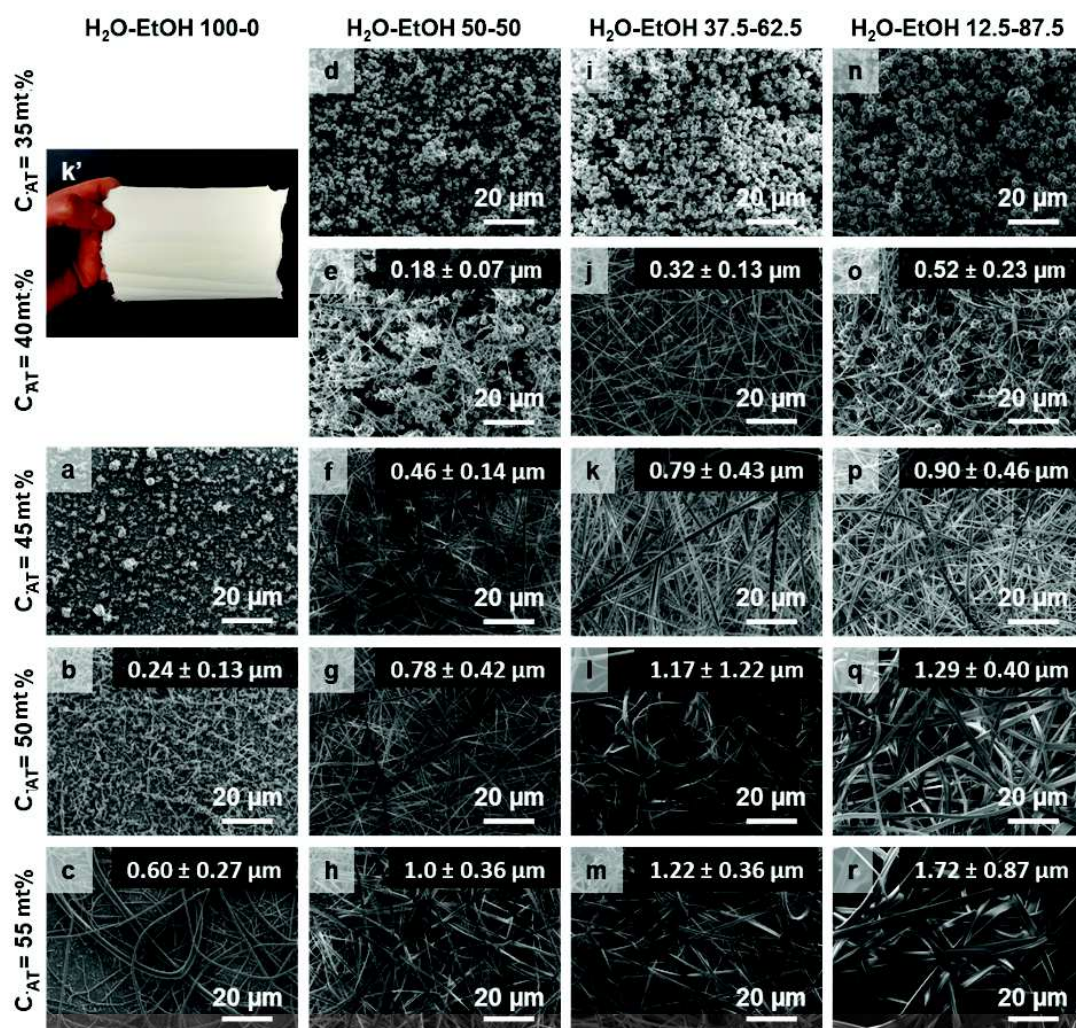 H₂O-EtOH 100-0 H₂O-EtOH 50-50 H₂O-EtOH 37.5-62.5 H₂O-EtOH 12.5-87.5
C'AT = 35 mt%
k’
d 20 µm
i 20 µm
n 20 µm
C'AT = 40 mt%
e 0.18 ± 0.07 µm
20 µm
j 0.32 ± 0.13 µm
20 µm
o 0.52 ± 0.23 µm
20 µm
C'AT = 45 mt%
a 20 µm
f 0.46 ± 0.14 µm
20 µm
k 0.79 ± 0.43 µm
20 µm
p 0.90 ± 0.46 µm
20 µm
C'AT = 50 mt%
b 0.24 ± 0.13 µm
20 µm
g 0.78 ± 0.42 µm
20 µm
l 1.17 ± 1.22 µm
20 µm
q 1.29 ± 0.40 µm
20 µm
C'AT = 55 mt%
c 0.60 ± 0.27 µm
20 µm
h 1.0 ± 0.36 µm
20 µm
m 1.22 ± 0.36 µm
20 µm
r 1.72 ± 0.87 µm
20 µm